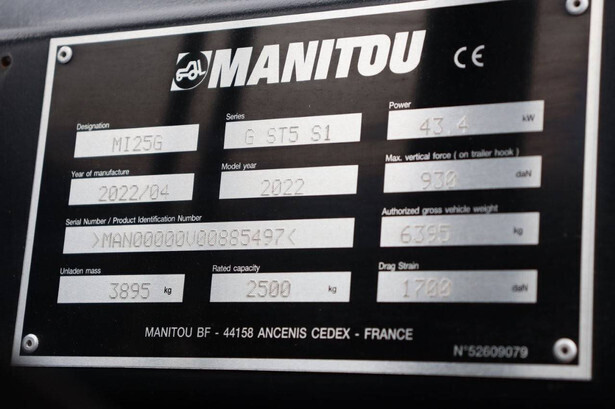 MANITOU CE
Designation Series Power
MI25G G ST5 S1 43.4 kW
Year of manufacture Model year Max. vertical force ( on trailer hook )
2022/04 2022 930 daN
Serial Number / Product Identification Number Authorized gross vehicle weight
>MAN00000V00885497< 6395 kg
Unladen mass Rated capacity Drag Strain
3895 kg 2500 kg 1700 daN
MANITOU BF - 44158 ANCENIS CEDEX - FRANCE
N°52609079